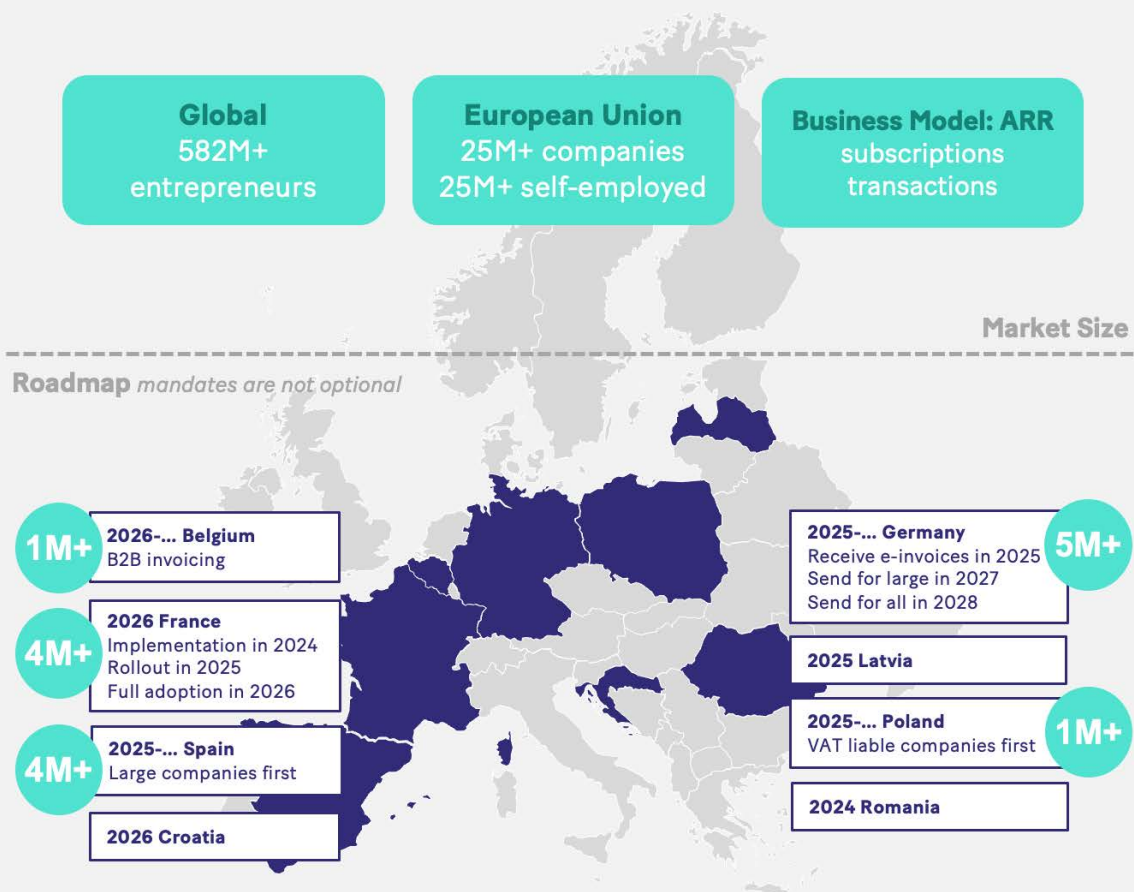 Global
582M+
entrepreneurs
European Union
25M+ companies
25M+ self-employed
Business Model: ARR
subscriptions
transactions
Market Size
Roadmap mandates are not optional
1M+
2026-... Belgium
B2B invoicing
4M+
2026 France
Implementation in 2024
Rollout in 2025
Full adoption in 2026
4M+
2025-... Spain
Large companies first
2026 Croatia
2025-... Germany
Receive e-invoices in 2025
Send for large in 2027
Send for all in 2028
5M+
2025 Latvia
2025-... Poland
VAT liable companies first
1M+
2024 Romania